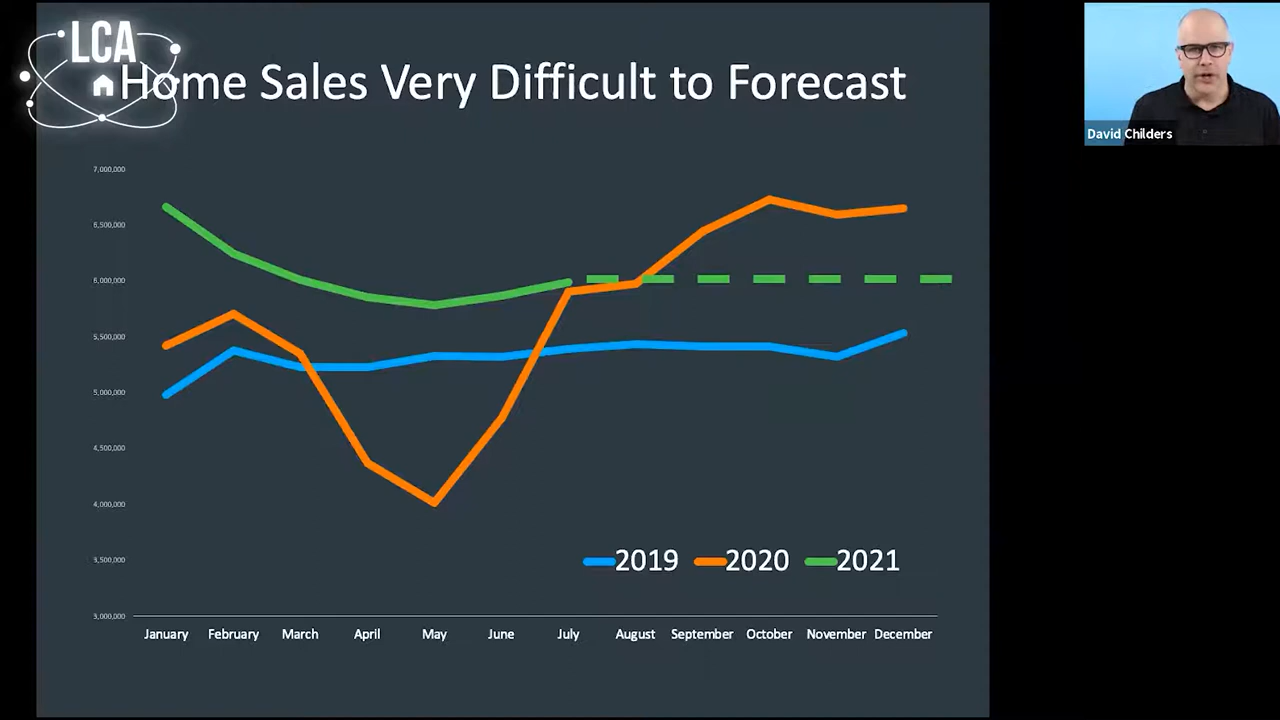 LCA
Home Sales Very Difficult to Forecast
David Childers
7,000,000
6,500,000
6,000,000
5,500,000
5,000,000
4,500,000
4,000,000
3,500,000
3,000,000
2019 2020 2021
January February March April May June July August September October November December